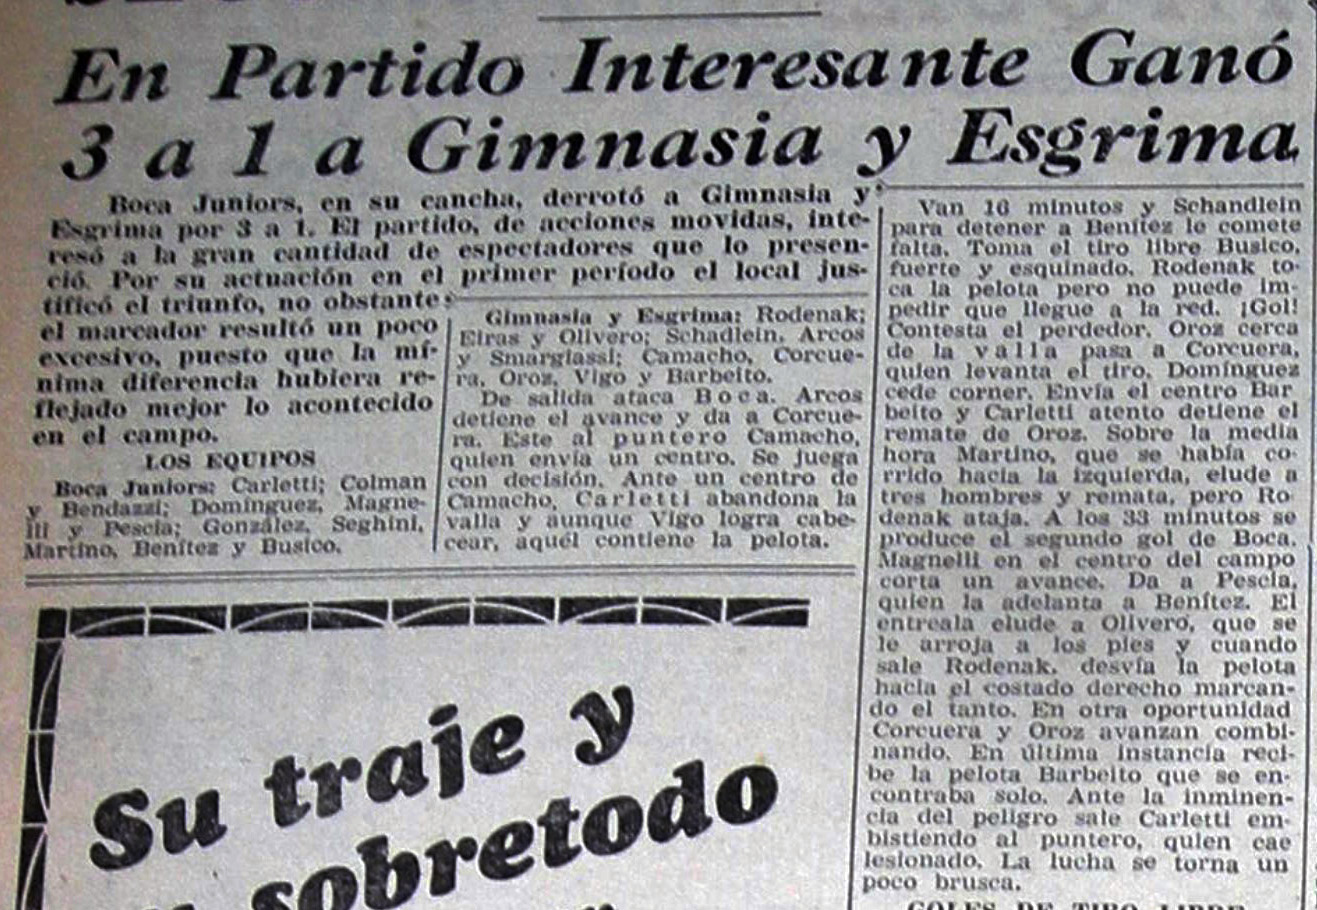 En Partido Interesante Ganó
3 a 1 a Gimnasia y Esgrima
Boca Juniors, en su cancha, derrotó a Gimnasia y
Esgrima por 3 a 1. El partido, de acciones movidas, inte-
resó a la gran cantidad de espectadores que lo presen-
ció. Por su actuación en el primer período el local jus-
tificó el triunfo, no obstante
el marcador resultó un poco
excesivo, puesto que la mí-
nima diferencia hubiera re-
flejado mejor lo acontecido
en el campo.
LOS EQUIPOS
Boca Juniors: Carletti; Colman
y Bendazzi; Domínguez, Magne-
lli y Pescia; González, Seghini,
Martino, Benítez y Busico.
Gimnasia y Esgrima: Rodenak;
Eiras y Olivero; Schadlein, Arcos
y Smargiassi; Camacho, Corcue-
ra, Oroz, Vigo y Barbeito.
De salida ataca Boca. Arcos
detiene el avance y da a Corcue-
ra. Este al puntero Camacho,
quien envía un centro. Se juega
con decisión. Ante un centro de
Camacho, Carletti abandona la
valla y aunque Vigo logra cabe-
cear, aquél contiene la pelota.
Van 16 minutos y Schandlein
para detener a Benítez le comete
falta. Toma el tiro libre Busico,
fuerte y esquinado. Rodenak to-
ca la pelota pero no puede im-
pedir que llegue a la red. ¡Gol!
Contesta el perdedor. Oroz cerca
de la valla pasa a Corcuera,
quien levanta el tiro. Domínguez
cede corner. Envía el centro Bar
beito y Carletti atento detiene el
remate de Oroz. Sobre la media
hora Martino, que se había co-
rrido hacia la izquierda, elude a
tres hombres y remata, pero Ro-
denak ataja. A los 33 minutos se
produce el segundo gol de Boca.
Magnelli en el centro del campo
corta un avance. Da a Pescia,
quien la adelanta a Benítez. El
entreala elude a Olivero, que se
le arroja a los pies y cuando
sale Rodenak, desvía la pelota
hacia el costado derecho marcan-
do el tanto. En otra oportunidad
Corcuera y Oroz avanzan combi-
nando. En última instancia reci-
be la pelota Barbeito que se en-
contraba solo. Ante la inminen-
cia del peligro sale Carletti em-
bistiendo al puntero, quien cae
lesionado. La lucha se torna un
poco brusca.
GOLES DE TIRO LIBRE
Su traje y
sobretodo